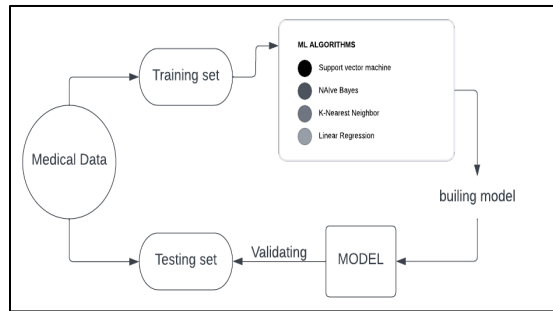 ML ALGORITHMS
Training set
Support vector machine
NAIve Bayes
K-Nearest Neighbor
Linear Regression
Medical Data
builing model
Testing set
Validating
MODEL